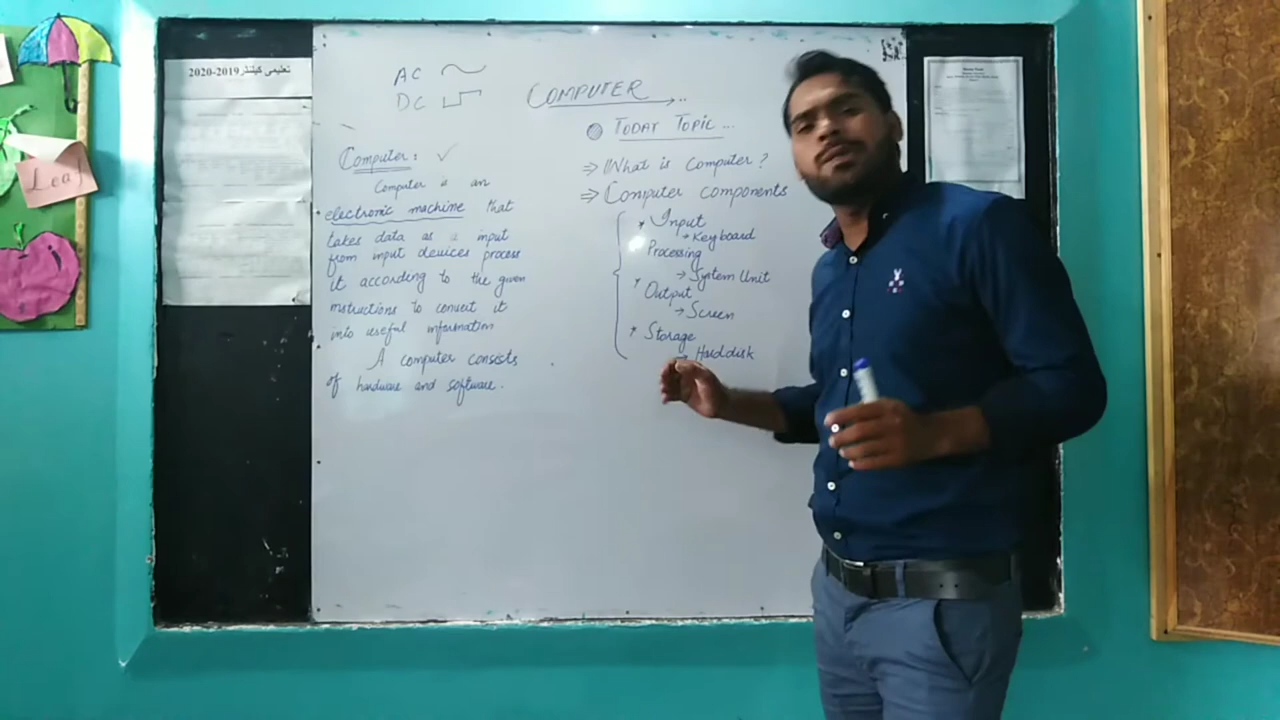 Leaf
تعلیمی کیلنڈر 2019-2020
AC
DC
COMPUTER
TODAY TOPIC ...
⇒ What is Computer?
⇒ Computer components
* Input
→ Keyboard
Processing
→ System Unit
* Output
→ Screen
* Storage
→ Harddisk
Computer:
Computer is an
electronic machine that
takes data as a input
from input devices process
it according to the given
instructions to convert it
into useful information
A computer consists
of hardware and software.